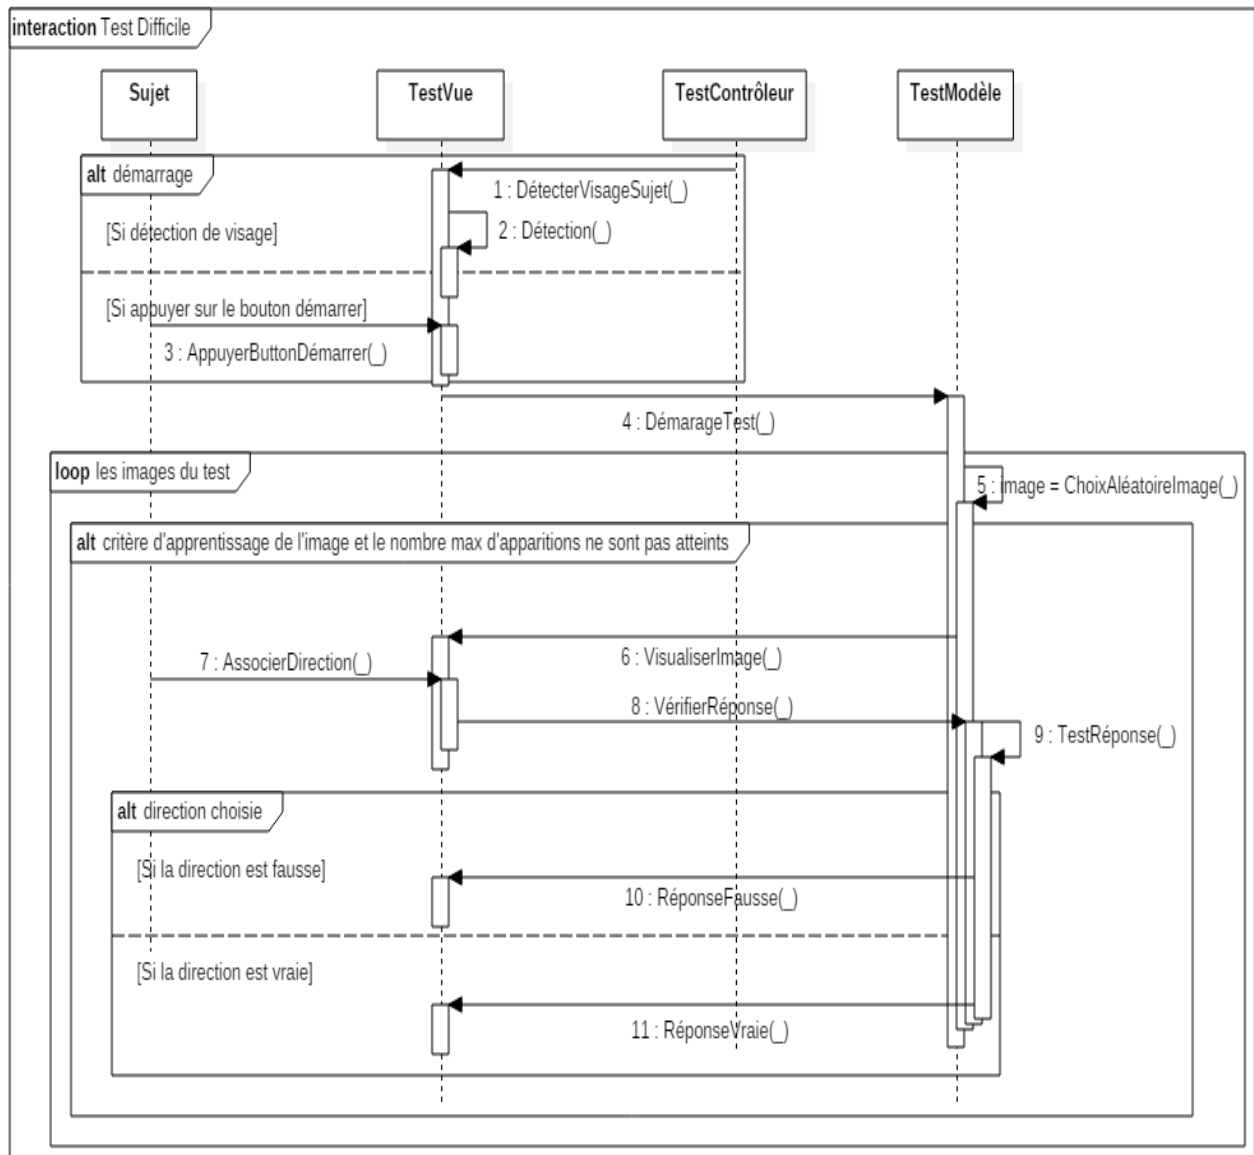 interaction Test Difficile
Sujet
TestVue
TestContrôleur
TestModèle
alt démarrage
1 : DétecterVisageSujet(_)
[Si détection de visage]
2 : Détection(_)
[Si appuyer sur le bouton démarrer]
3 : AppuyerButtonDémarrer(_)
4 : DémarageTest(_)
loop les images du test
5 : image = ChoixAléatoireImage(_)
alt critère d'apprentissage de l'image et le nombre max d'apparitions ne sont pas atteints
7 : AssocierDirection(_)
6 : VisualiserImage(_)
8 : VérifierRéponse(_)
9 : TestRéponse(_)
alt direction choisie
[Si la direction est fausse]
10 : RéponseFausse(_)
[Si la direction est vraie]
11 : RéponseVraie(_)